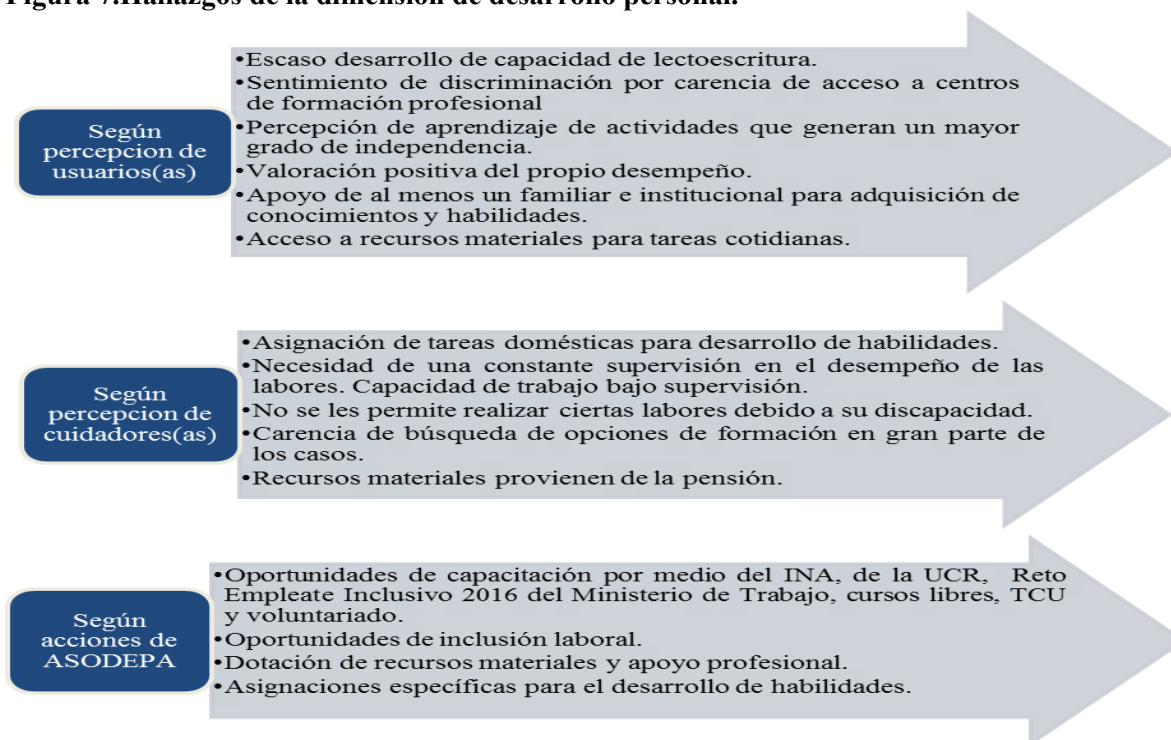 Figura 7.Hallazgos de la dimensión de desarrollo personal.
Según
percepcion de
usuarios(as)
•Escaso desarrollo de capacidad de lectoescritura.
•Sentimiento de discriminación por carencia de acceso a centros
de formación profesional
•Percepción de aprendizaje de actividades que generan un mayor
grado de independencia.
•Valoración positiva del propio desempeño.
•Apoyo de al menos un familiar e institucional para adquisición de
conocimientos y habilidades.
•Acceso a recursos materiales para tareas cotidianas.
Según
percepcion de
cuidadores(as)
•Asignación de tareas domésticas para desarrollo de habilidades.
•Necesidad de una constante supervisión en el desempeño de las
labores. Capacidad de trabajo bajo supervisión.
•No se les permite realizar ciertas labores debido a su discapacidad.
•Carencia de búsqueda de opciones de formación en gran parte de
los casos.
•Recursos materiales provienen de la pensión.
Según
acciones de
ASODEPA
•Oportunidades de capacitación por medio del INA, de la UCR, Reto
Empleate Inclusivo 2016 del Ministerio de Trabajo, cursos libres, TCU
y voluntariado.
•Oportunidades de inclusión laboral.
•Dotación de recursos materiales y apoyo profesional.
•Asignaciones específicas para el desarrollo de habilidades.